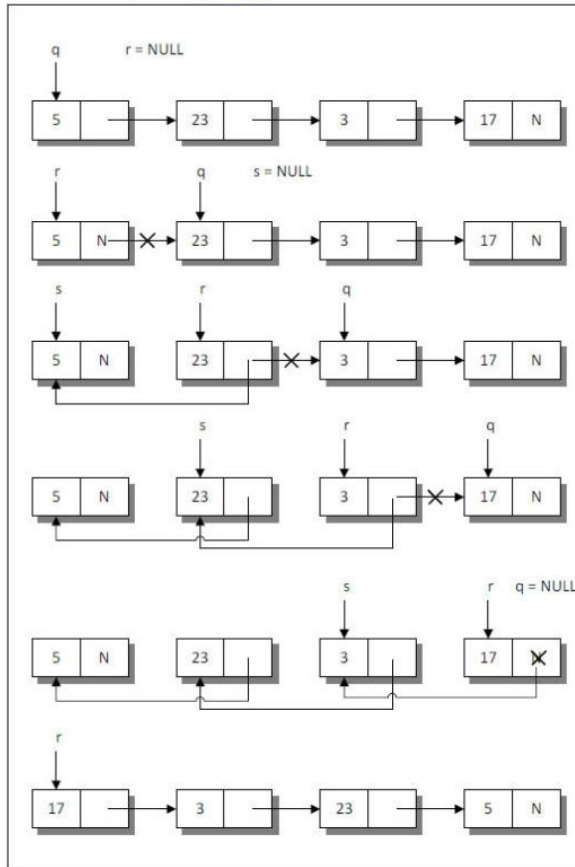 q r = NULL
5 23 3 17 N
r q s = NULL
5 N 23 3 17 N
s r q
5 N 23 3 17 N
s r q
5 N 23 3 17 N
s r q = NULL
5 N 23 3 17 N
r
17 3 23 5 N